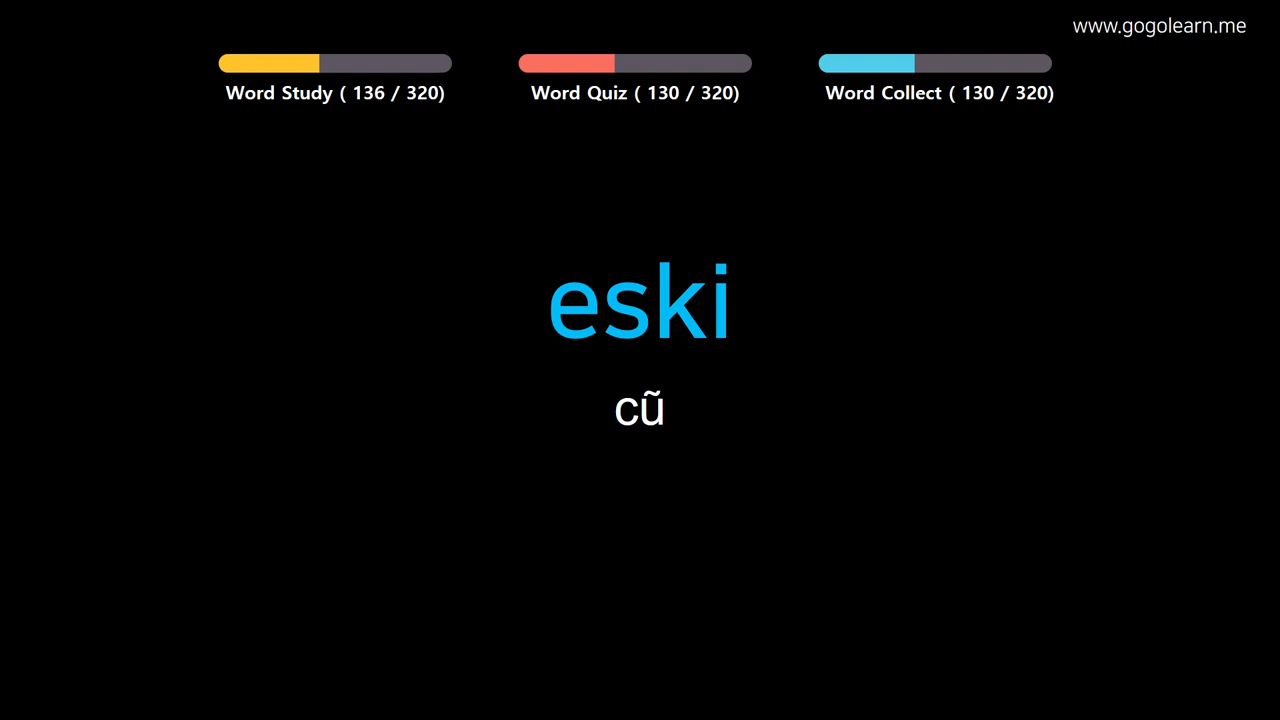 www.gogolearn.me
Word Study ( 136 / 320)
Word Quiz ( 130 / 320)
Word Collect ( 130 / 320)
eski
cũ